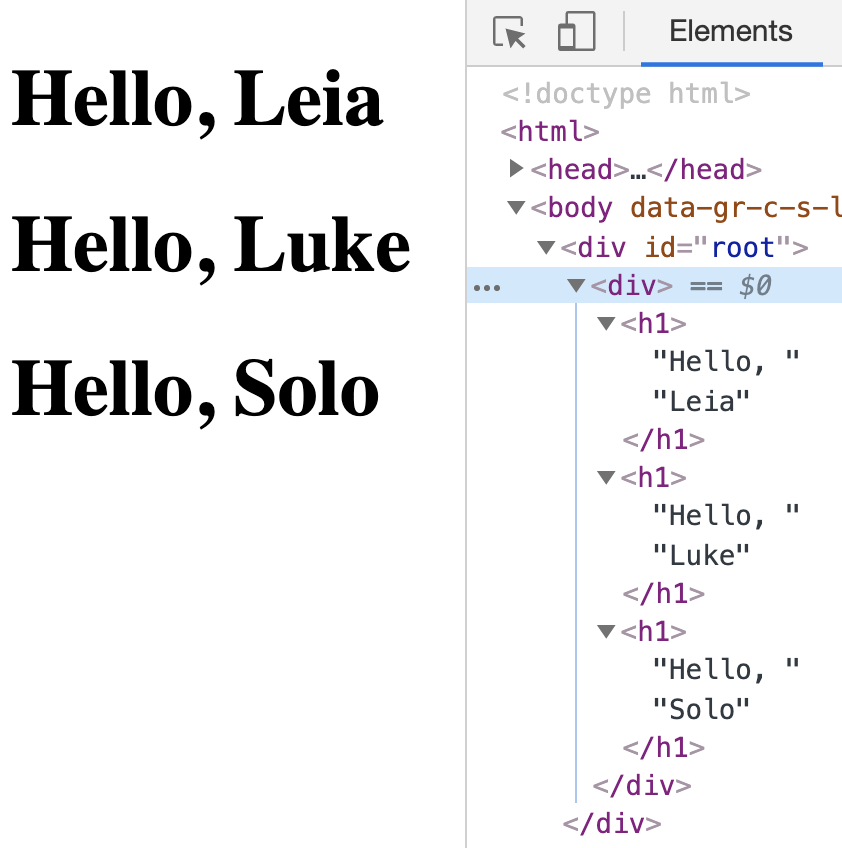 Hello, Leia
Hello, Luke
Hello, Solo
Elements
<!doctype html>
<html>
<head>…</head>
<body data-gr-c-s-l
<div id="root">
… <div> == $0
<h1>
"Hello, "
"Leia"
</h1>
<h1>
"Hello, "
"Luke"
</h1>
<h1>
"Hello, "
"Solo"
</h1>
</div>
</div>